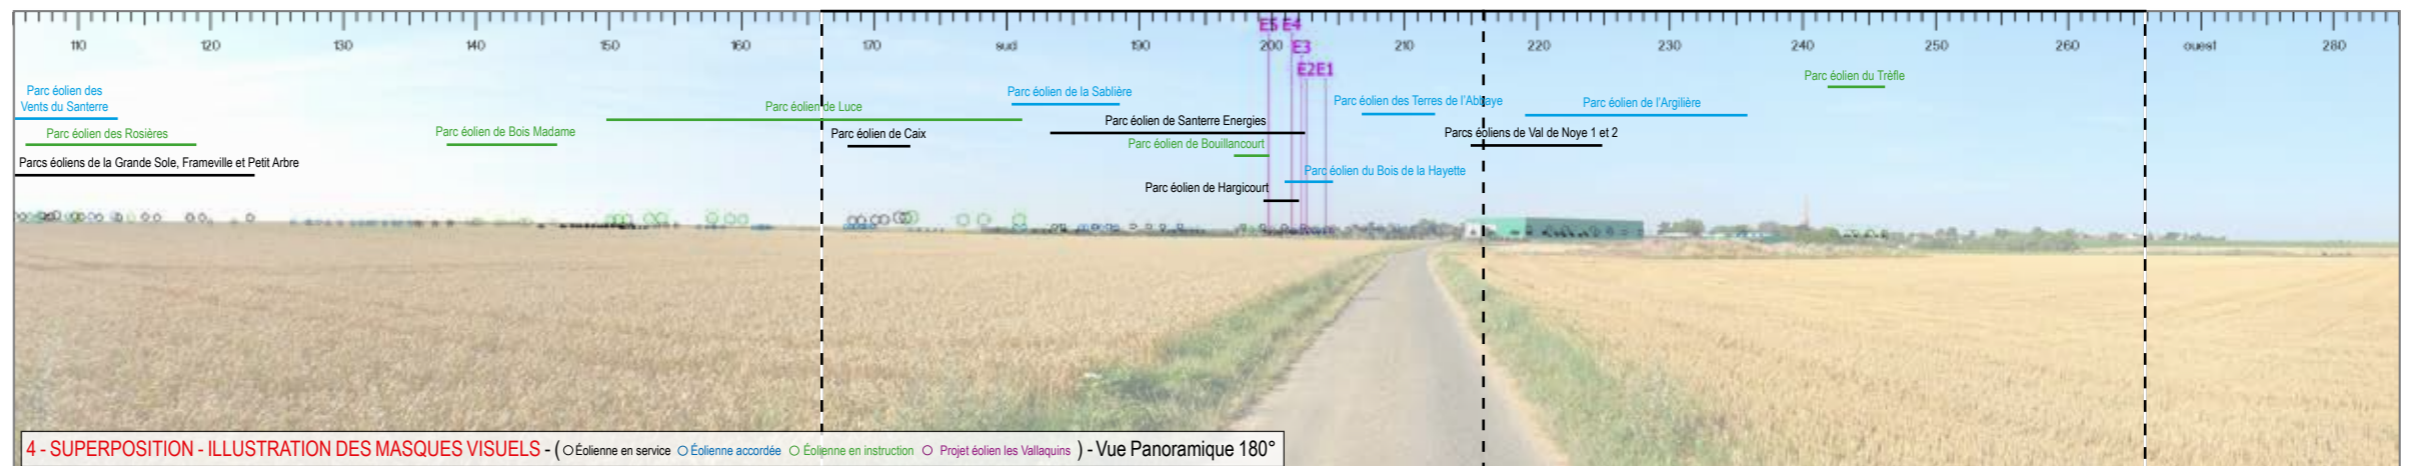 110 120 130 140 150 160 170 sud 190 200 210 220 230 240 250 260 ouest 280
E5 E4
E3
E2E1
Parc éolien du Trèfle
Parc éolien des
Vents du Santerre
Parc éolien de la Sablière
Parc éolien des Terres de l'Abbaye
Parc éolien de l'Argilière
Parc éolien de Luce
Parc éolien de Santerre Energies
Parc éolien des Rosières
Parc éolien de Bois Madame
Parc éolien de Caix
Parcs éoliens de Val de Noye 1 et 2
Parc éolien de Bouillancourt
Parcs éoliens de la Grande Sole, Frameville et Petit Arbre
Parc éolien du Bois de la Hayette
Parc éolien de Hargicourt
4 - SUPERPOSITION - ILLUSTRATION DES MASQUES VISUELS - ( Éolienne en service Éolienne accordée Éolienne en instruction Projet éolien les Vallaquins ) - Vue Panoramique 180°